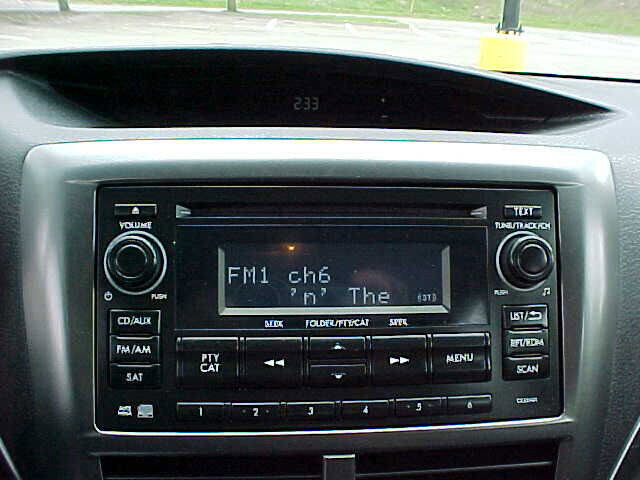 233
TEXT
VOLUME
TUNE/TRACK/CH
FM1 ch6
'n' The (ST)
PUSH
PUSH
CD/AUX
FM/AM
SAT
SEEK FOLDER/PTY/CAT SEEK
PTY
CAT
MENU
LIST/
RPT/RDM
SCAN
1 2 3 4 5 6